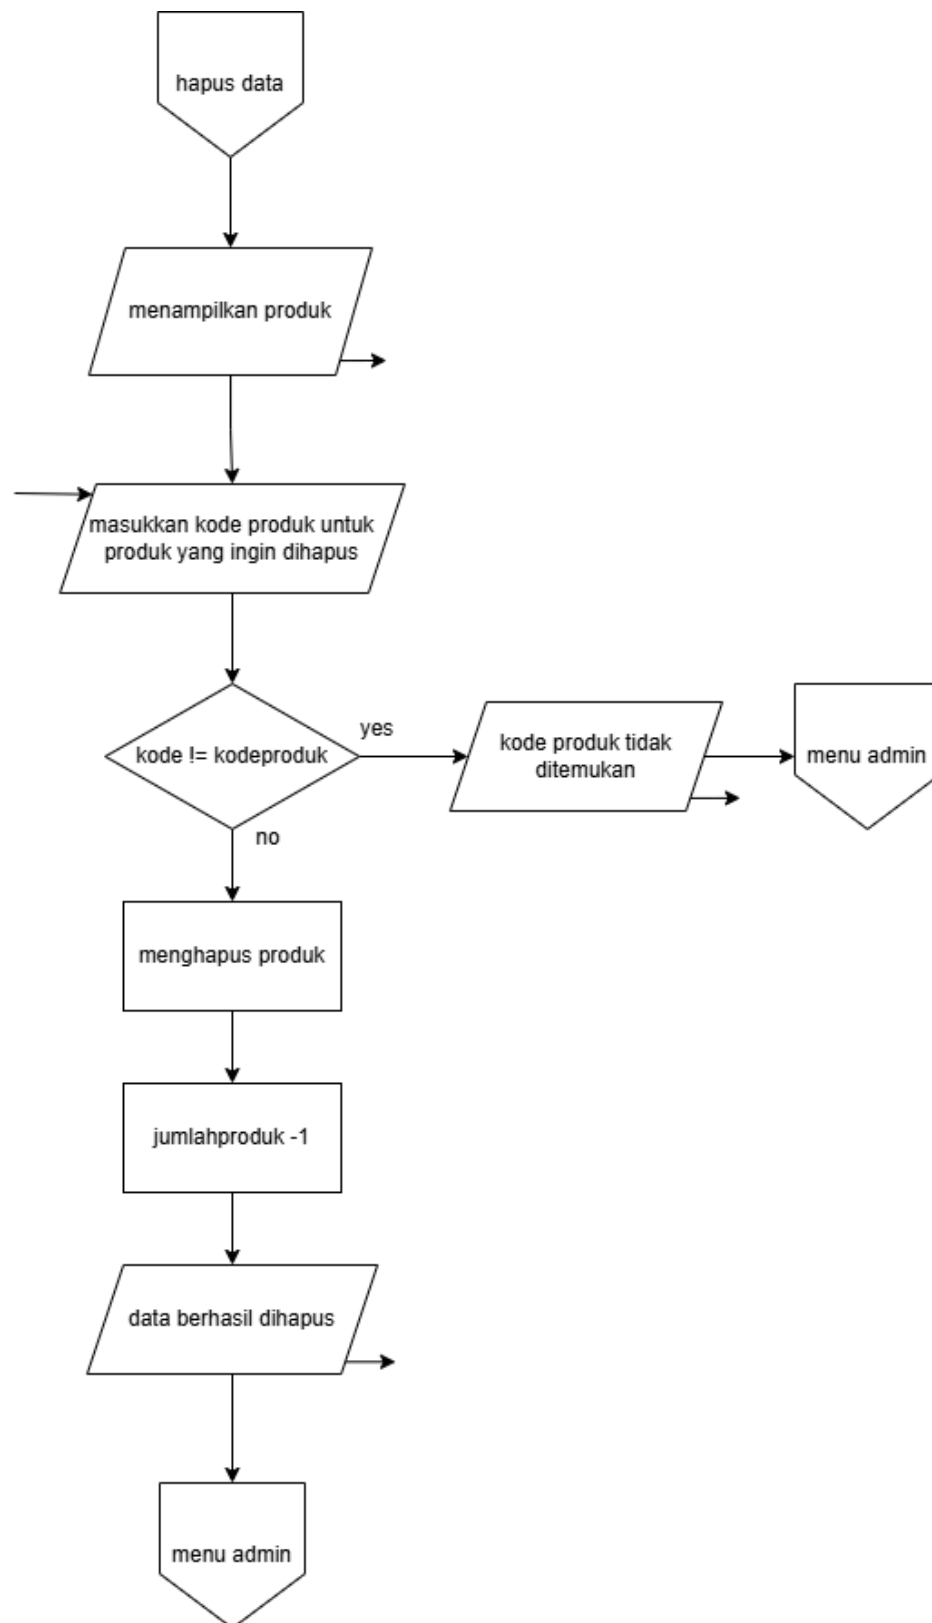 hapus data
menampilkan produk
masukkan kode produk untuk
produk yang ingin dihapus
kode != kodeproduk
yes
kode produk tidak
ditemukan
menu admin
no
menghapus produk
jumlahproduk -1
data berhasil dihapus
menu admin